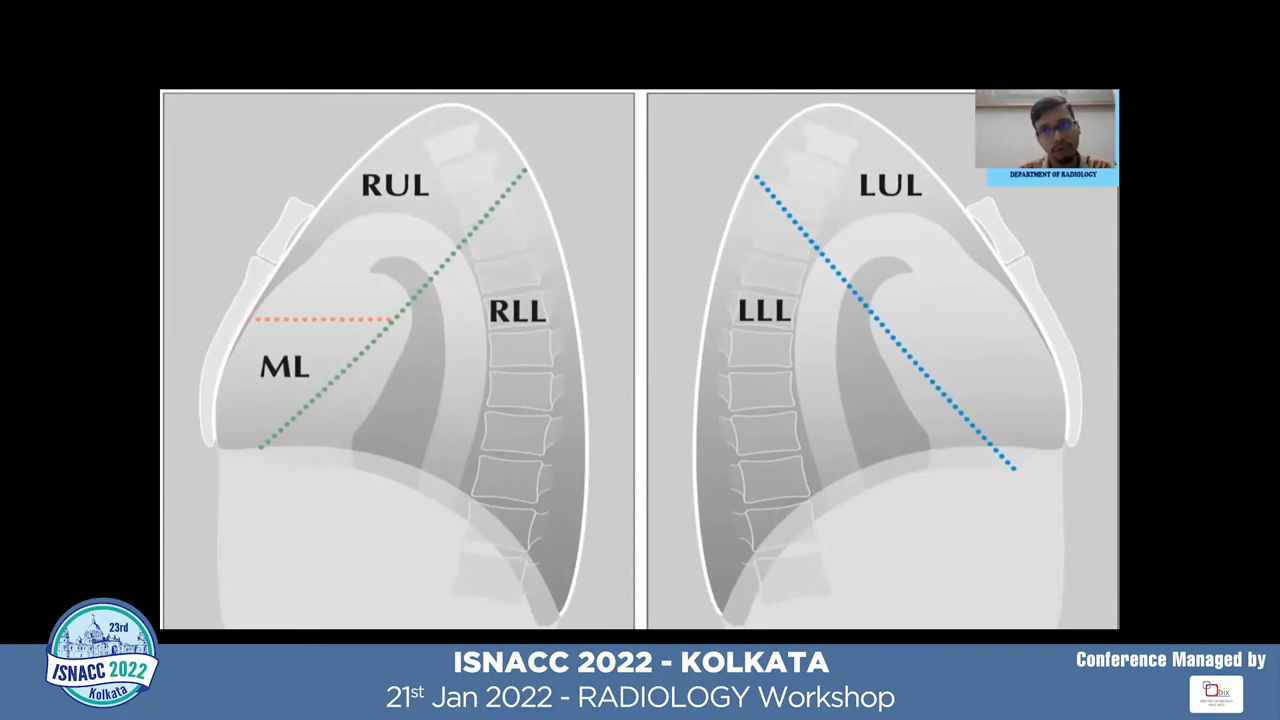 RUL
RLL
ML
LUL
LLL
DEPARTMENT OF RADIOLOGY
23rd
ISNACC 2022
Kolkata
ISNACC 2022 - KOLKATA
21st Jan 2022 - RADIOLOGY Workshop
Conference Managed by